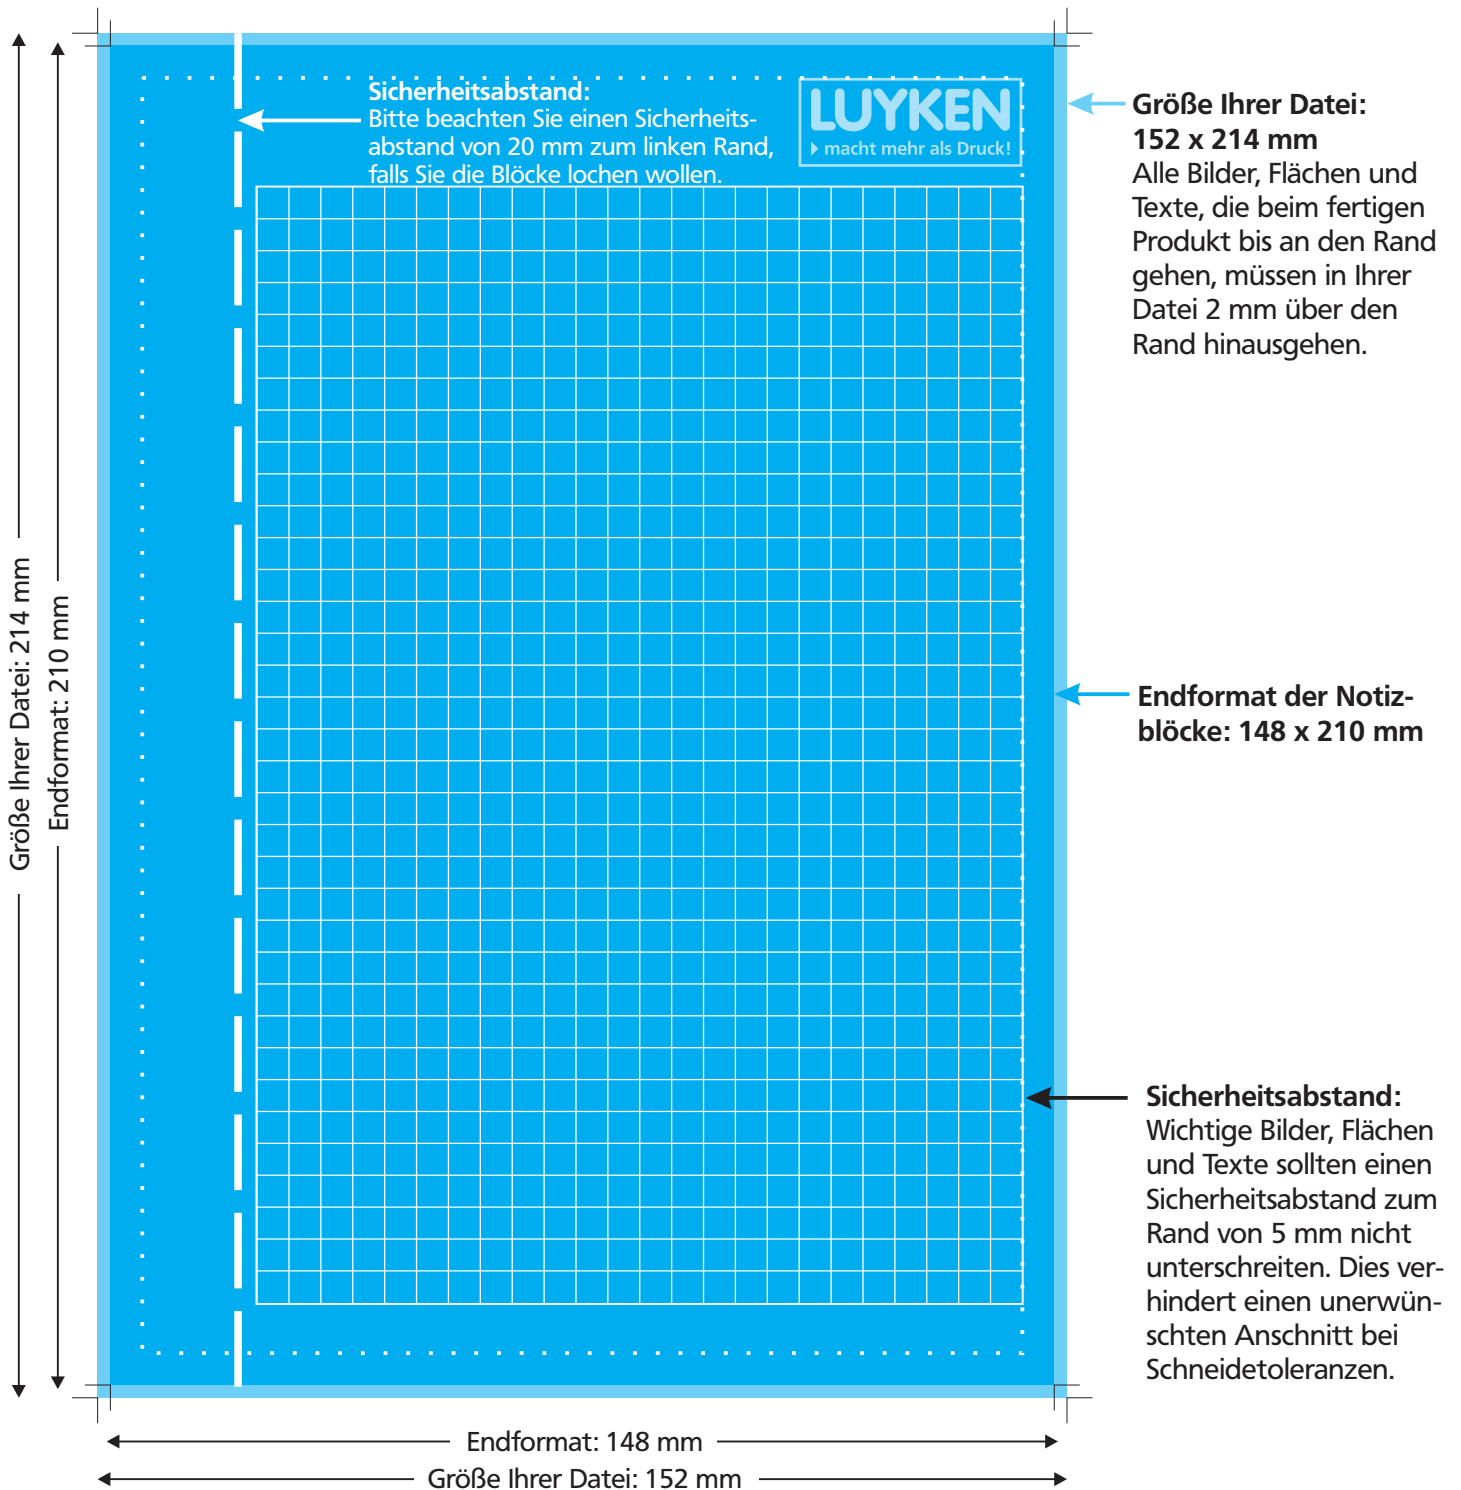 Sicherheitsabstand:
Bitte beachten Sie einen Sicherheits-
abstand von 20 mm zum linken Rand,
falls Sie die Blöcke lochen wollen.
LUYKEN
macht mehr als Druck!
Größe Ihrer Datei:
152 x 214 mm
Alle Bilder, Flächen und
Texte, die beim fertigen
Produkt bis an den Rand
gehen, müssen in Ihrer
Datei 2 mm über den
Rand hinausgehen.
Größe Ihrer Datei: 214 mm
Endformat: 210 mm
Endformat der Notiz-
blöcke: 148 x 210 mm
Sicherheitsabstand:
Wichtige Bilder, Flächen
und Texte sollten einen
Sicherheitsabstand zum
Rand von 5 mm nicht
unterschreiten. Dies ver-
hindert einen unerwün-
schten Anschnitt bei
Schneidetoleranzen.
Endformat: 148 mm
Größe Ihrer Datei: 152 mm